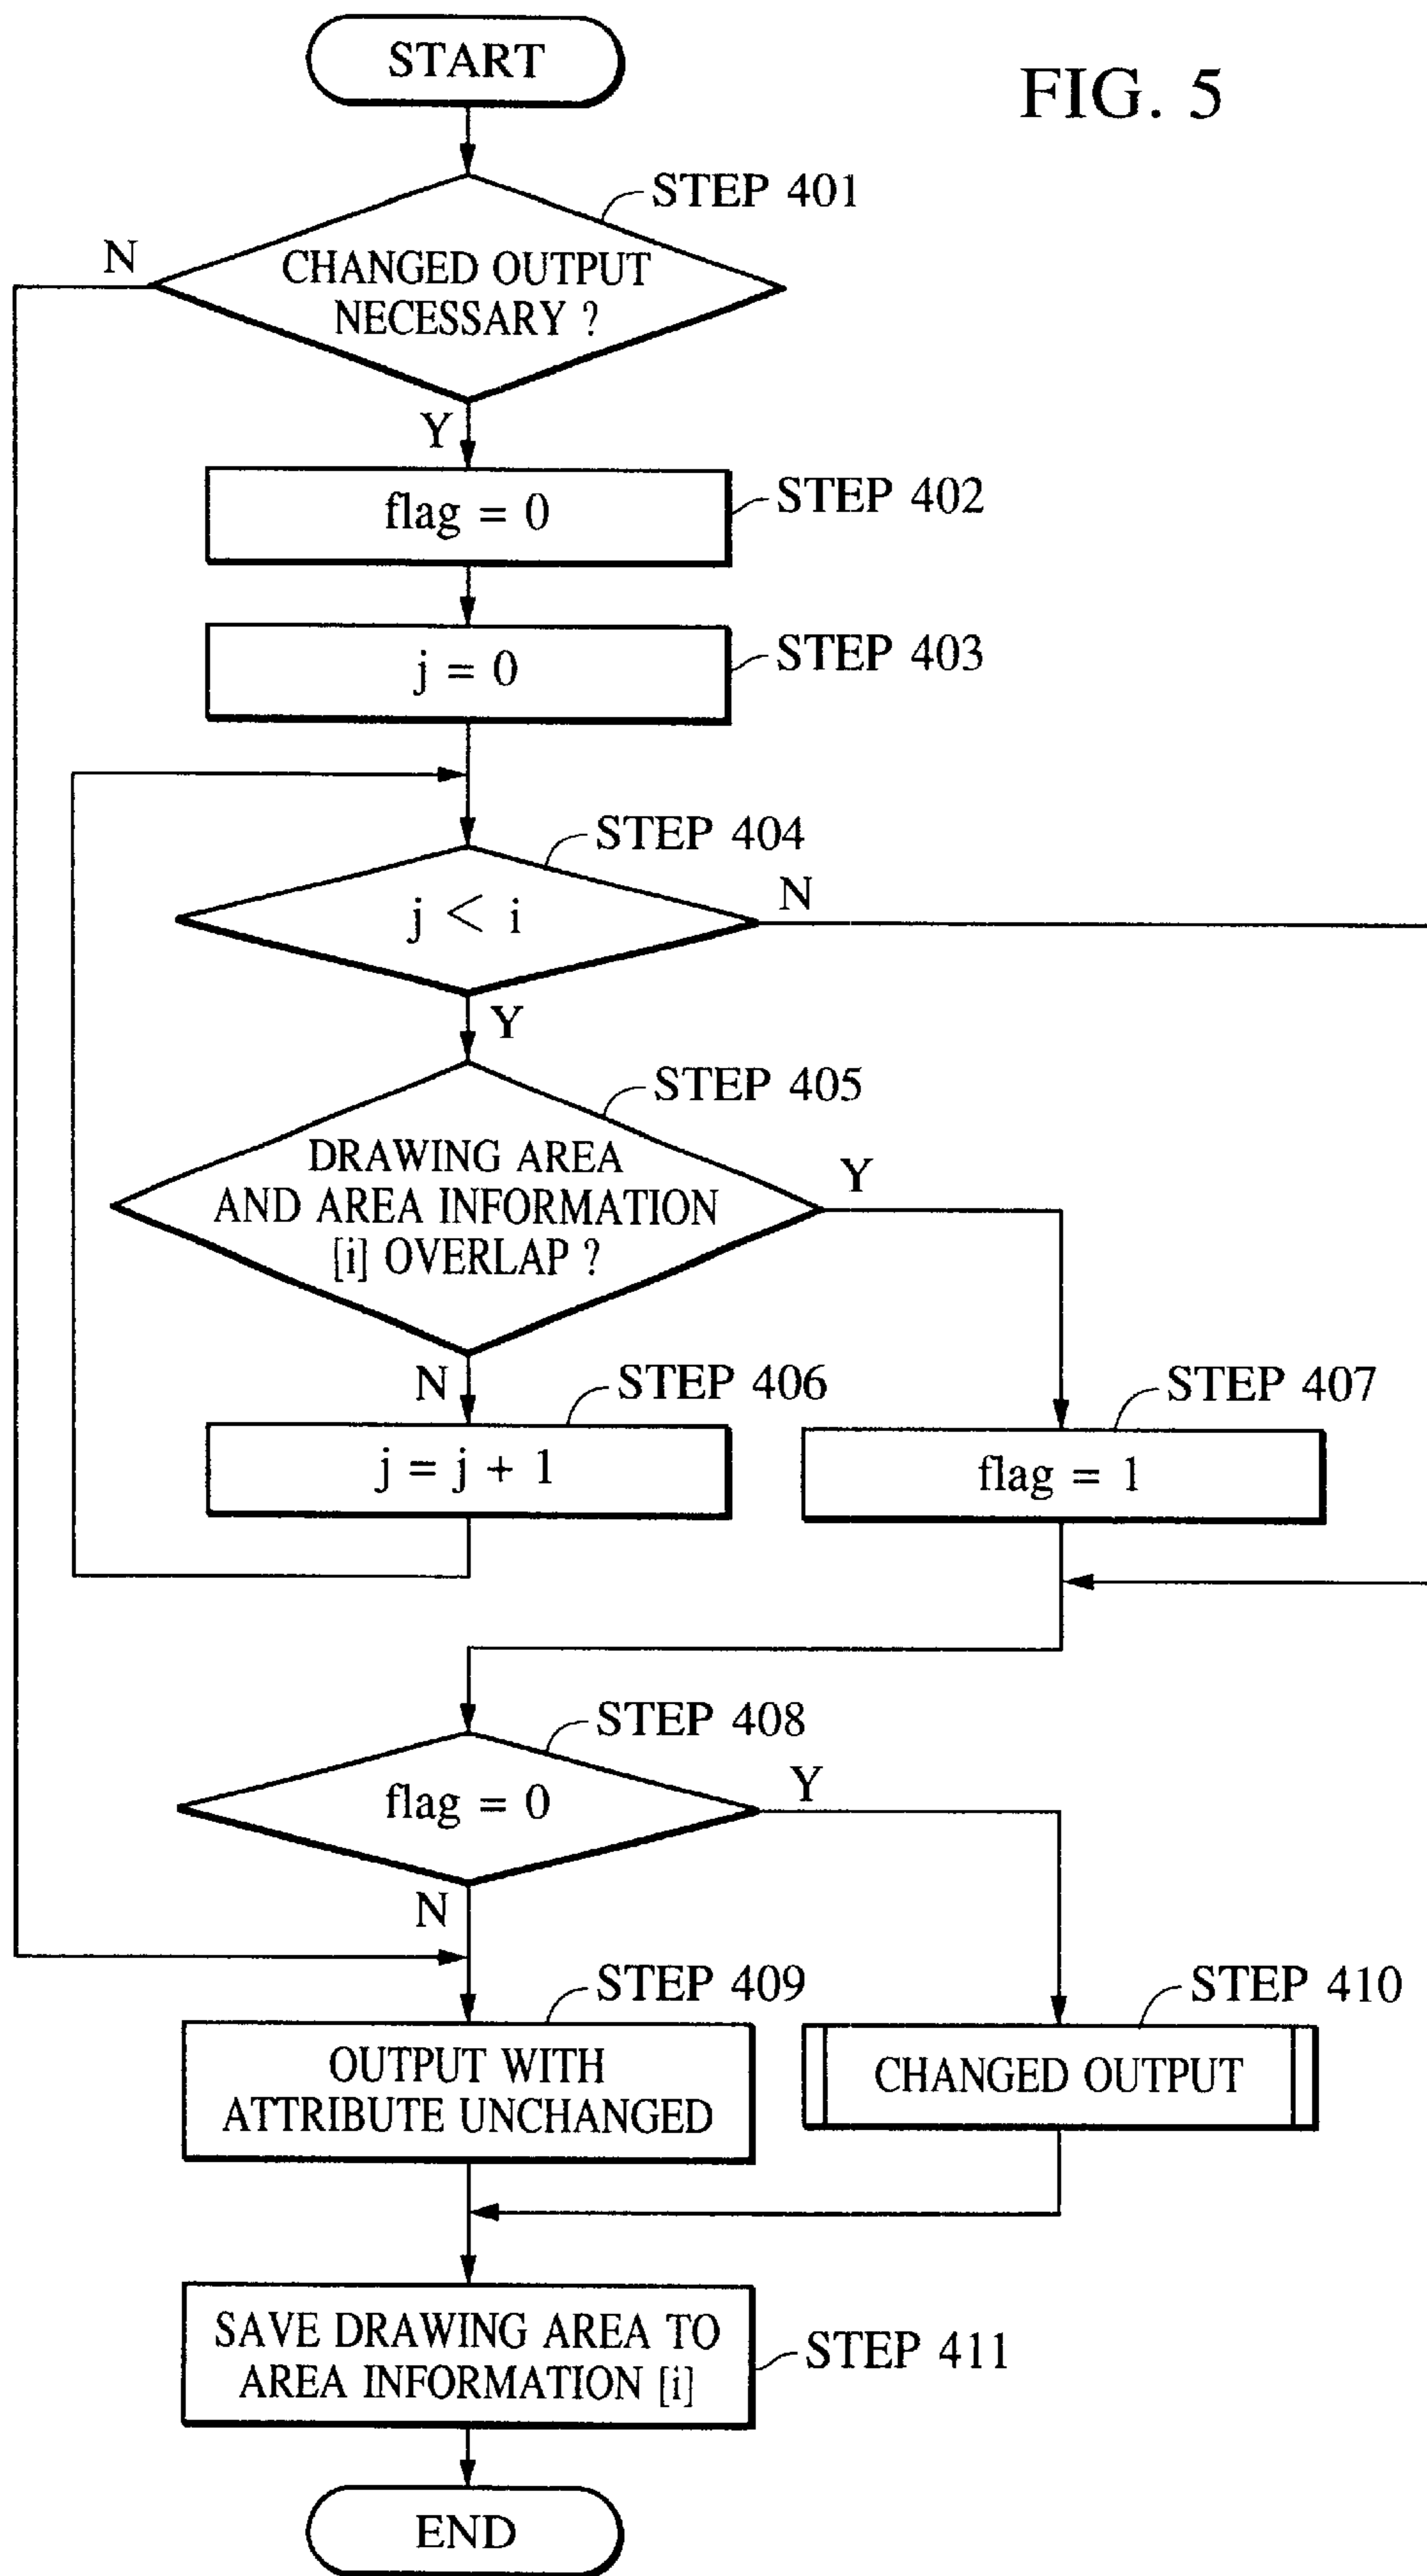 START
FIG. 5
STEP 401
N
CHANGED OUTPUT
NECESSARY ?
Y
flag = 0
STEP 402
j = 0
STEP 403
STEP 404
j < i
N
Y
STEP 405
DRAWING AREA
AND AREA INFORMATION
[i] OVERLAP ?
Y
N
STEP 406
j = j + 1
STEP 407
flag = 1
STEP 408
flag = 0
Y
N
STEP 409
OUTPUT WITH
ATTRIBUTE UNCHANGED
STEP 410
CHANGED OUTPUT
SAVE DRAWING AREA TO
AREA INFORMATION [i]
STEP 411
END